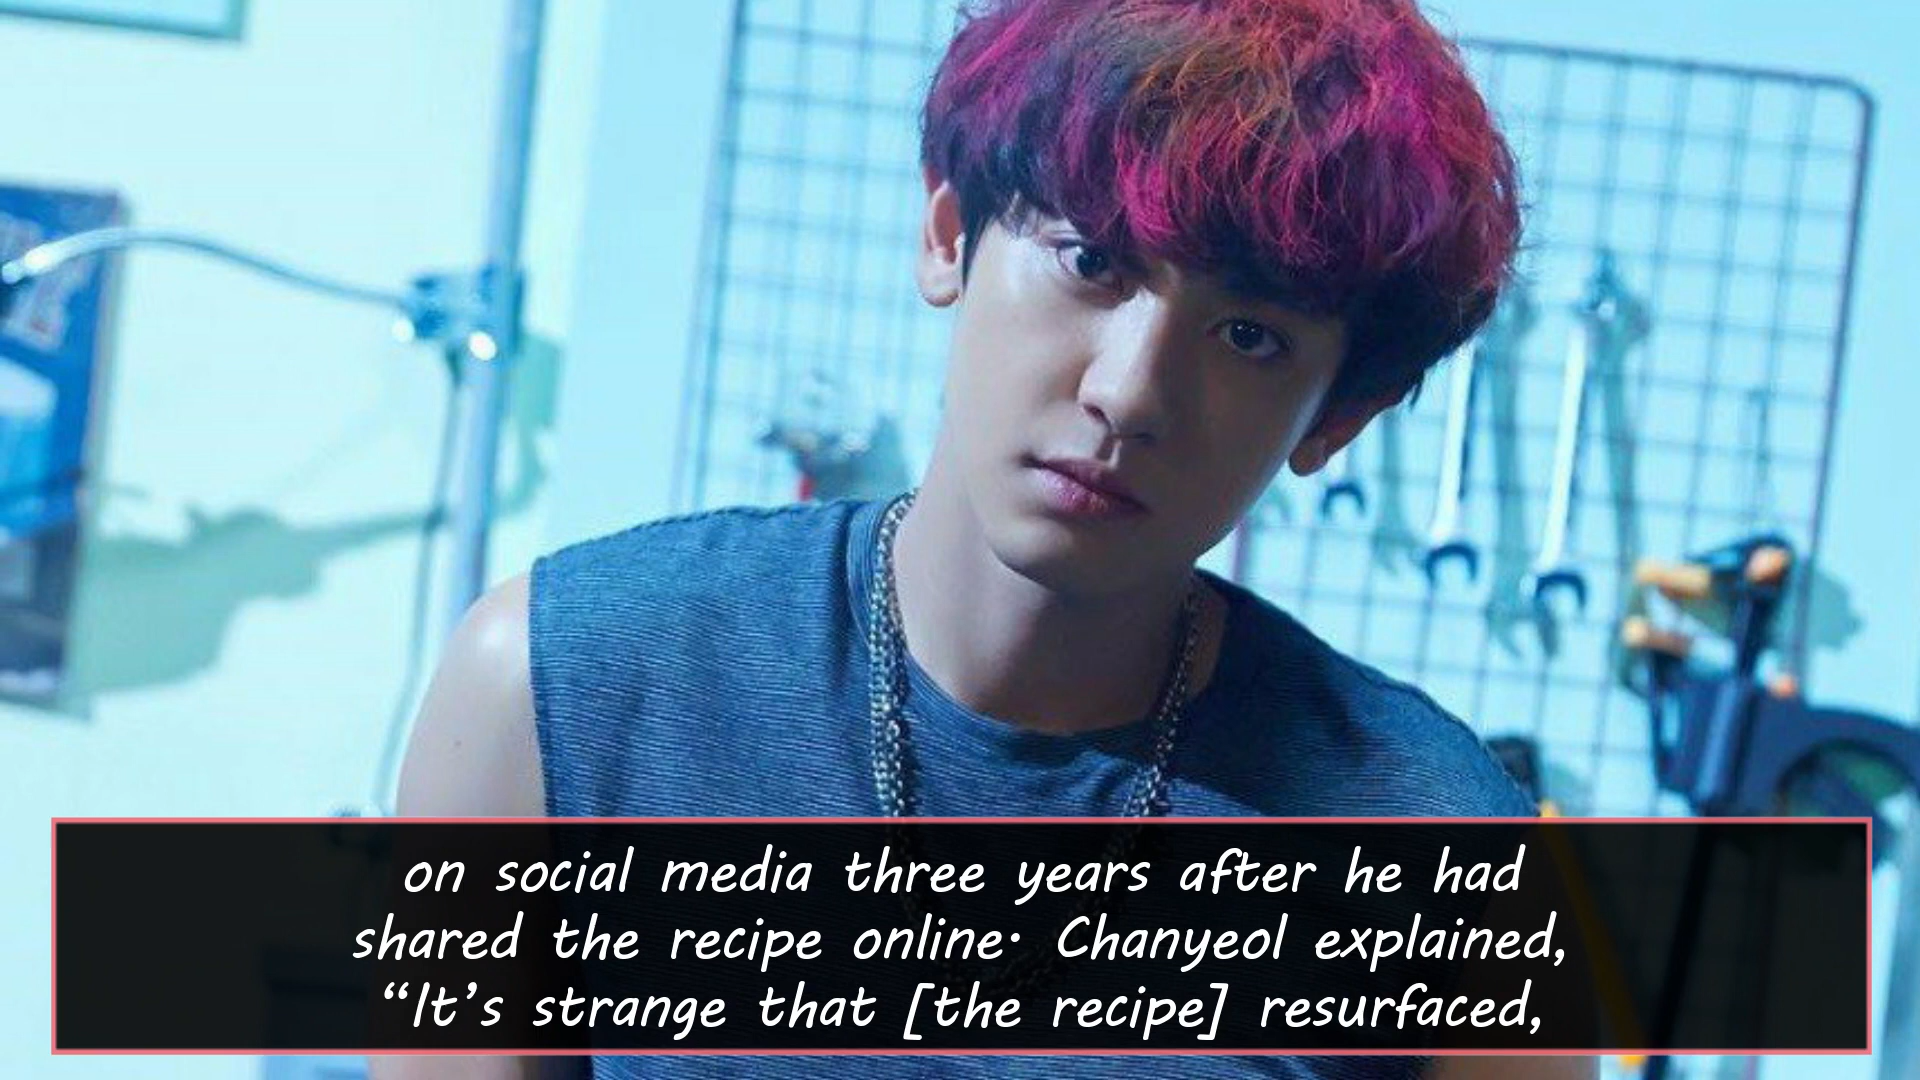 on social media three years after he had
shared the recipe online· Chanyeol explained,
“It’s strange that [the recipe] resurfaced,